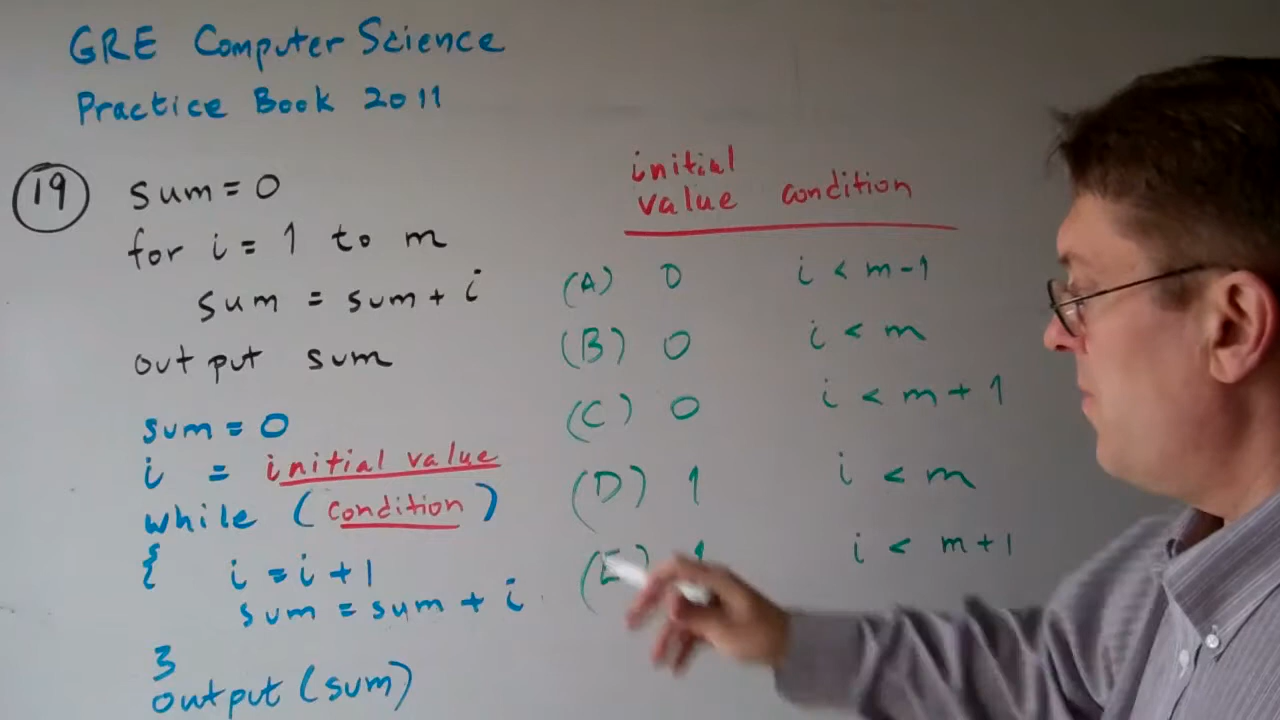 GRE Computer Science
Practice Book 2011
19
sum = 0
for i = 1 to m
sum = sum + i
output sum
sum = 0
i = initial value
while (condition)
{ i = i + 1
sum = sum + i
}
output (sum)
initial
value condition
(A) 0 i < m - 1
(B) 0 i < m
(C) 0 i < m + 1
(D) 1 i < m
(E) 1 i < m + 1